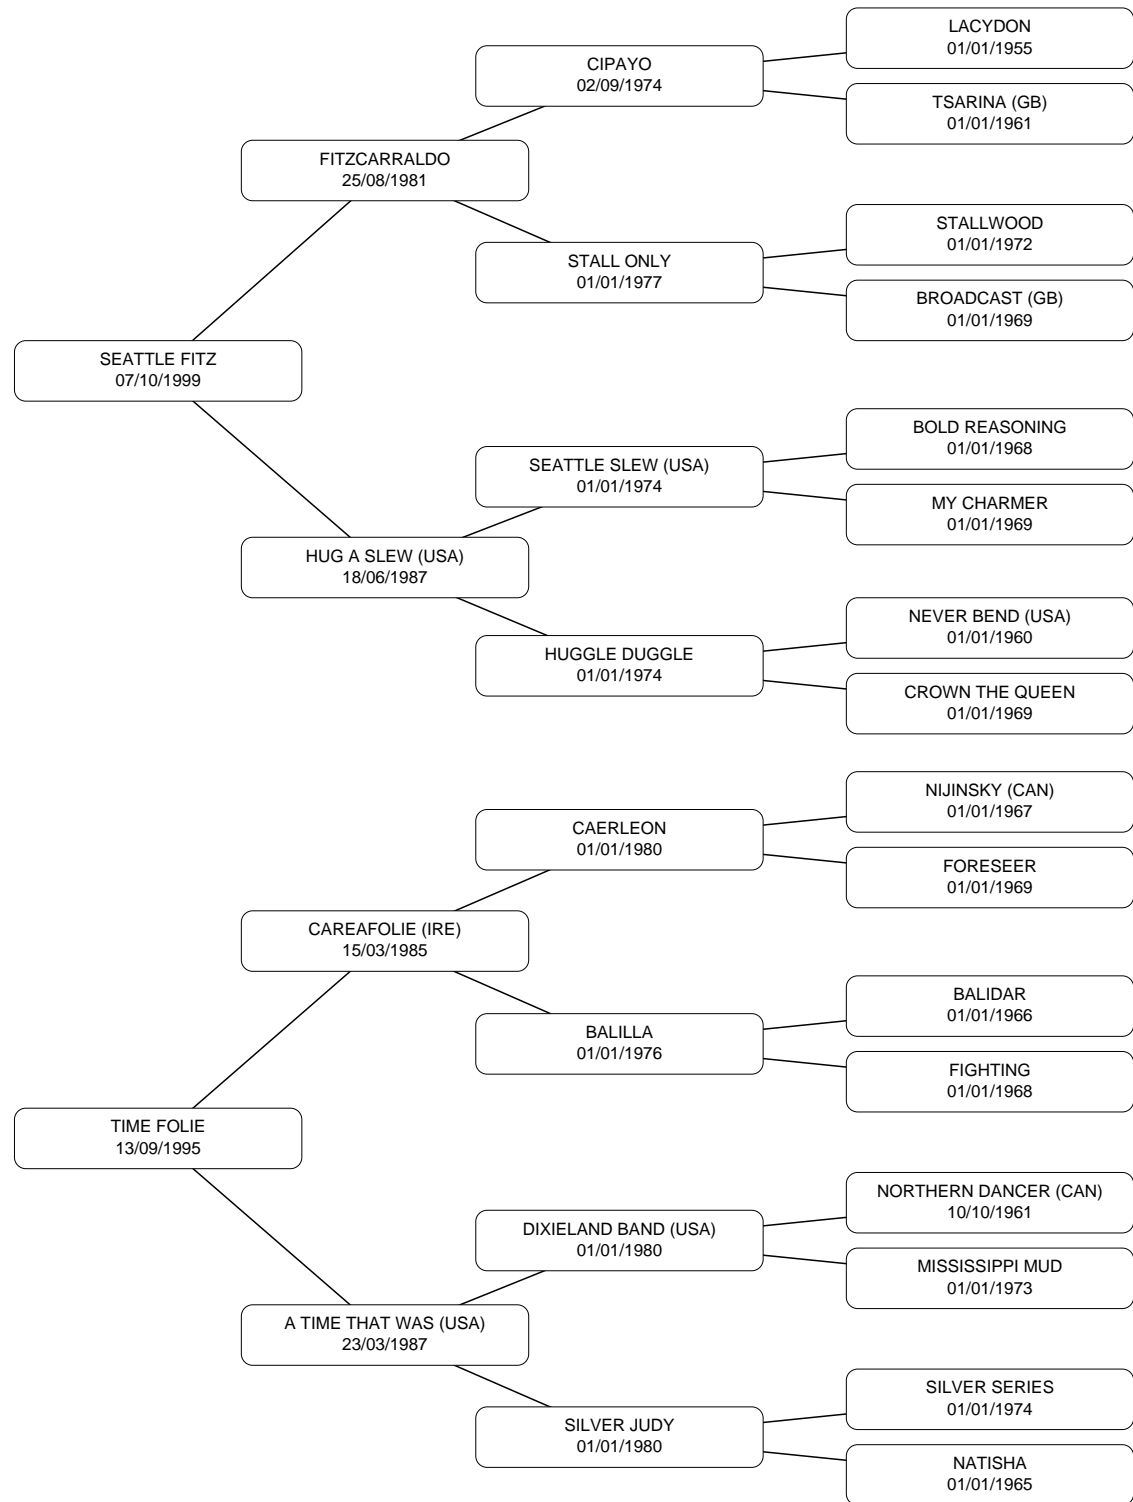 LACYDON
01/01/1955
CIPAYO
02/09/1974
TSARINA (GB)
01/01/1961
FITZCARRALDO
25/08/1981
STALLWOOD
01/01/1972
STALL ONLY
01/01/1977
BROADCAST (GB)
01/01/1969
SEATTLE FITZ
07/10/1999
BOLD REASONING
01/01/1968
SEATTLE SLEW (USA)
01/01/1974
MY CHARMER
01/01/1969
HUG A SLEW (USA)
18/06/1987
NEVER BEND (USA)
01/01/1960
HUGGLE DUGGLE
01/01/1974
CROWN THE QUEEN
01/01/1969
NIJINSKY (CAN)
01/01/1967
CAERLEON
01/01/1980
FORESEER
01/01/1969
CAREAFOLIE (IRE)
15/03/1985
BALIDAR
01/01/1966
BALILLA
01/01/1976
FIGHTING
01/01/1968
TIME FOLIE
13/09/1995
NORTHERN DANCER (CAN)
10/10/1961
DIXIELAND BAND (USA)
01/01/1980
MISSISSIPPI MUD
01/01/1973
A TIME THAT WAS (USA)
23/03/1987
SILVER SERIES
01/01/1974
SILVER JUDY
01/01/1980
NATISHA
01/01/1965